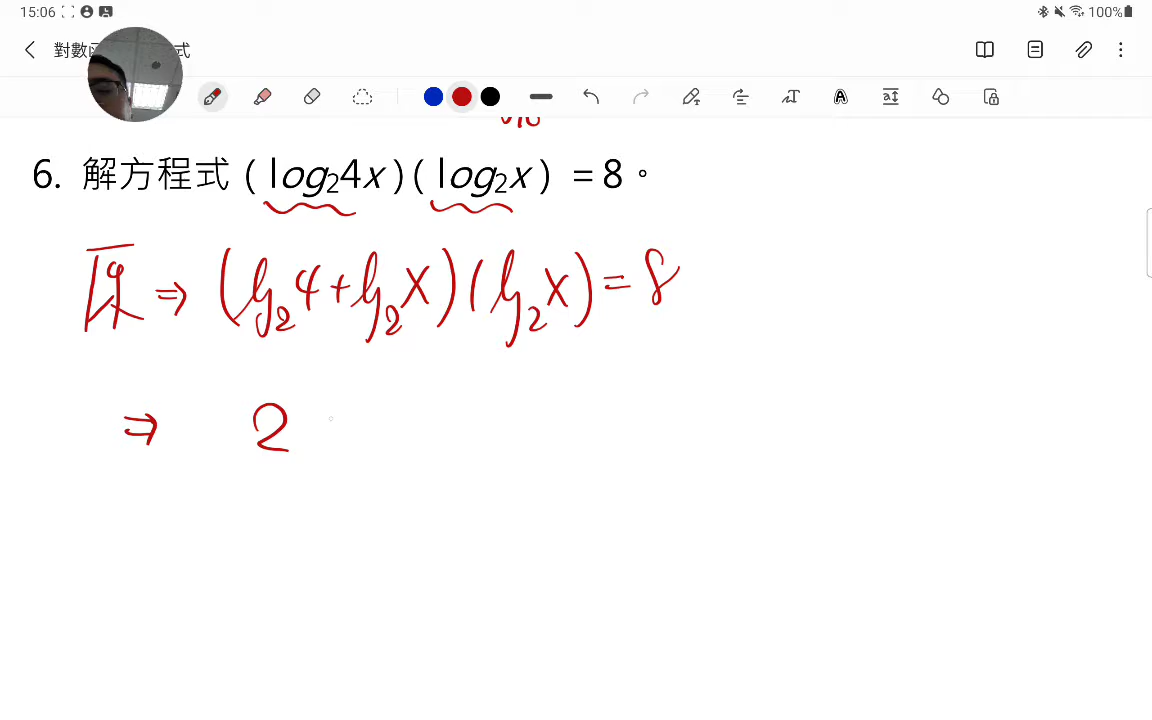 15:06
100%
對數 式
6. 解方程式 ( log₂4x ) ( log₂x ) = 8 。
原 ⇒ (log₂4+log₂x)(log₂x)=8
⇒ 2